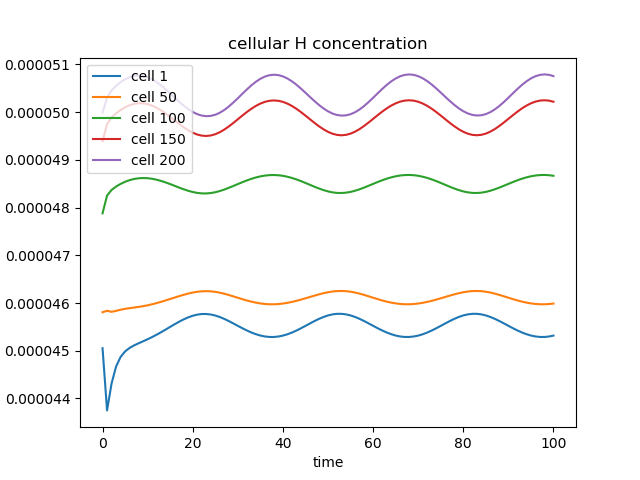 cellular H concentration
0.000051
0.000050
0.000049
0.000048
0.000047
0.000046
0.000045
0.000044
cell 1
cell 50
cell 100
cell 150
cell 200
0 20 40 60 80 100
time